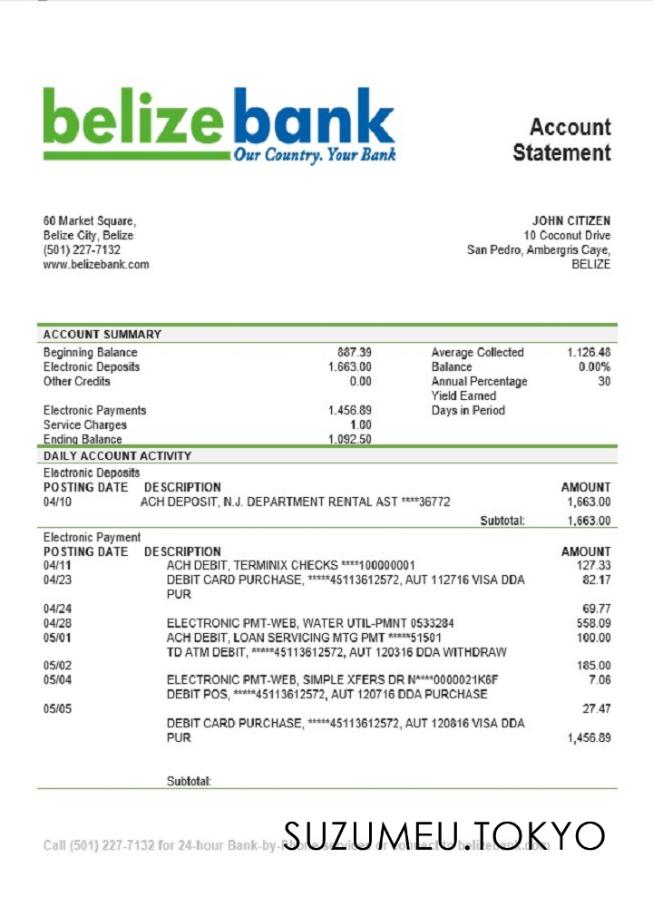 belizebank
Our Country. Your Bank
Account
Statement
60 Market Square,
Belize City, Belize
(501) 227-7132
www.belizebank.com
JOHN CITIZEN
10 Coconut Drive
San Pedro, Ambergris Caye,
BELIZE
ACCOUNT SUMMARY
Beginning Balance 887.39 Average Collected 1.126.48
Electronic Deposits 1.663.00 Balance 0.00%
Other Credits 0.00 Annual Percentage 30
Yield Earned
Electronic Payments 1.456.89 Days in Period
Service Charges 1.00
Ending Balance 1.092.50
DAILY ACCOUNT ACTIVITY
Electronic Deposits
POSTING DATE DESCRIPTION AMOUNT
04/10 ACH DEPOSIT, N.J. DEPARTMENT RENTAL AST ****36772 1,663.00
Subtotal: 1,663.00
Electronic Payment
POSTING DATE DESCRIPTION AMOUNT
04/11 ACH DEBIT, TERMINIX CHECKS ****100000001 127.33
04/23 DEBIT CARD PURCHASE, *****45113612572, AUT 112716 VISA DDA 82.17
PUR
04/24 69.77
04/28 ELECTRONIC PMT-WEB, WATER UTIL-PMNT 0533284 558.09
05/01 ACH DEBIT, LOAN SERVICING MTG PMT *****51501 100.00
TD ATM DEBIT, *****45113612572, AUT 120316 DDA WITHDRAW
05/02 185.00
05/04 ELECTRONIC PMT-WEB, SIMPLE XFERS DR N****0000021K6F 7.06
DEBIT POS, *****45113612572, AUT 120716 DDA PURCHASE
05/05 27.47
DEBIT CARD PURCHASE, *****45113612572, AUT 120816 VISA DDA
PUR 1,456.89
Subtotal:
SUZUMEU.TOKYO
Call (501) 227-7132 for 24-hour Bank-by-Phone services or connect to belizebank.com